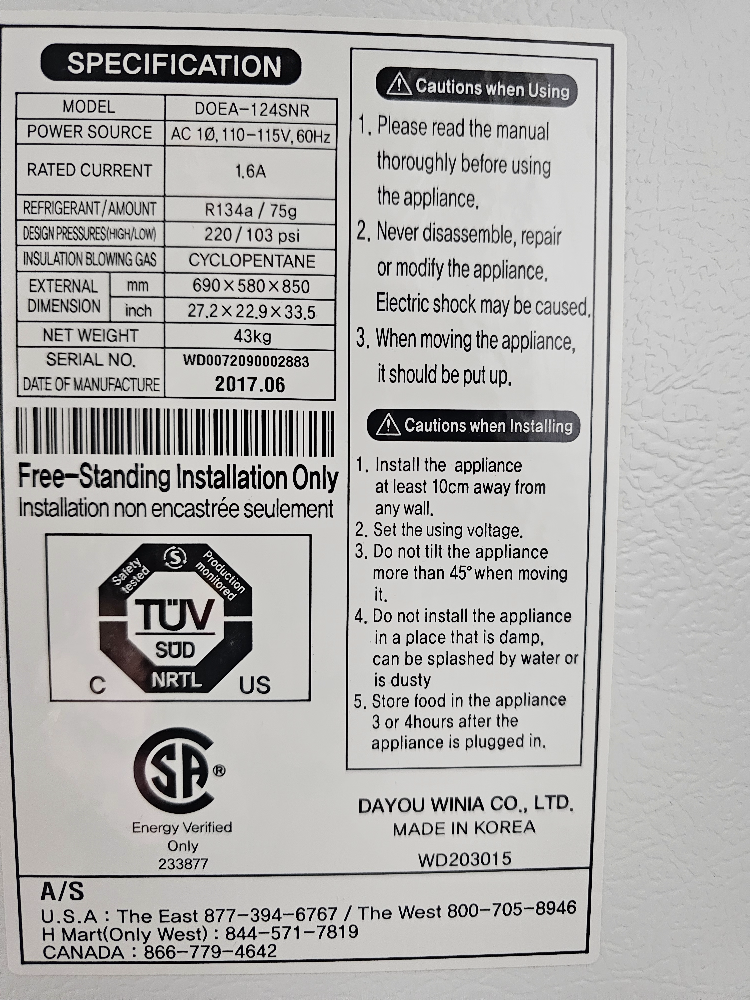 SPECIFICATION
MODEL DOEA-124SNR
POWER SOURCE AC 1Ø, 110-115V, 60Hz
RATED CURRENT 1.6A
REFRIGERANT/AMOUNT R134a / 75g
DESIGN PRESSURES(HIGH/LOW) 220 / 103 psi
INSULATION BLOWING GAS CYCLOPENTANE
EXTERNAL DIMENSION mm 690×580×850
inch 27.2×22.9×33.5
NET WEIGHT 43kg
SERIAL NO. WD0072090002883
DATE OF MANUFACTURE 2017.06
Free-Standing Installation Only
Installation non encastrée seulement
Safety tested
S
Production monitored
TÜV
SÜD
NRTL
C US
SA ®
Energy Verified
Only
233877
Cautions when Using
1. Please read the manual
thoroughly before using
the appliance.
2. Never disassemble, repair
or modify the appliance.
Electric shock may be caused.
3. When moving the appliance,
it should be put up.
Cautions when Installing
1. Install the appliance
at least 10cm away from
any wall.
2. Set the using voltage.
3. Do not tilt the appliance
more than 45° when moving
it.
4. Do not install the appliance
in a place that is damp,
can be splashed by water or
is dusty
5. Store food in the appliance
3 or 4hours after the
appliance is plugged in.
DAYOU WINIA CO., LTD.
MADE IN KOREA
WD203015
A/S
U.S.A : The East 877-394-6767 / The West 800-705-8946
H Mart(Only West) : 844-571-7819
CANADA : 866-779-4642